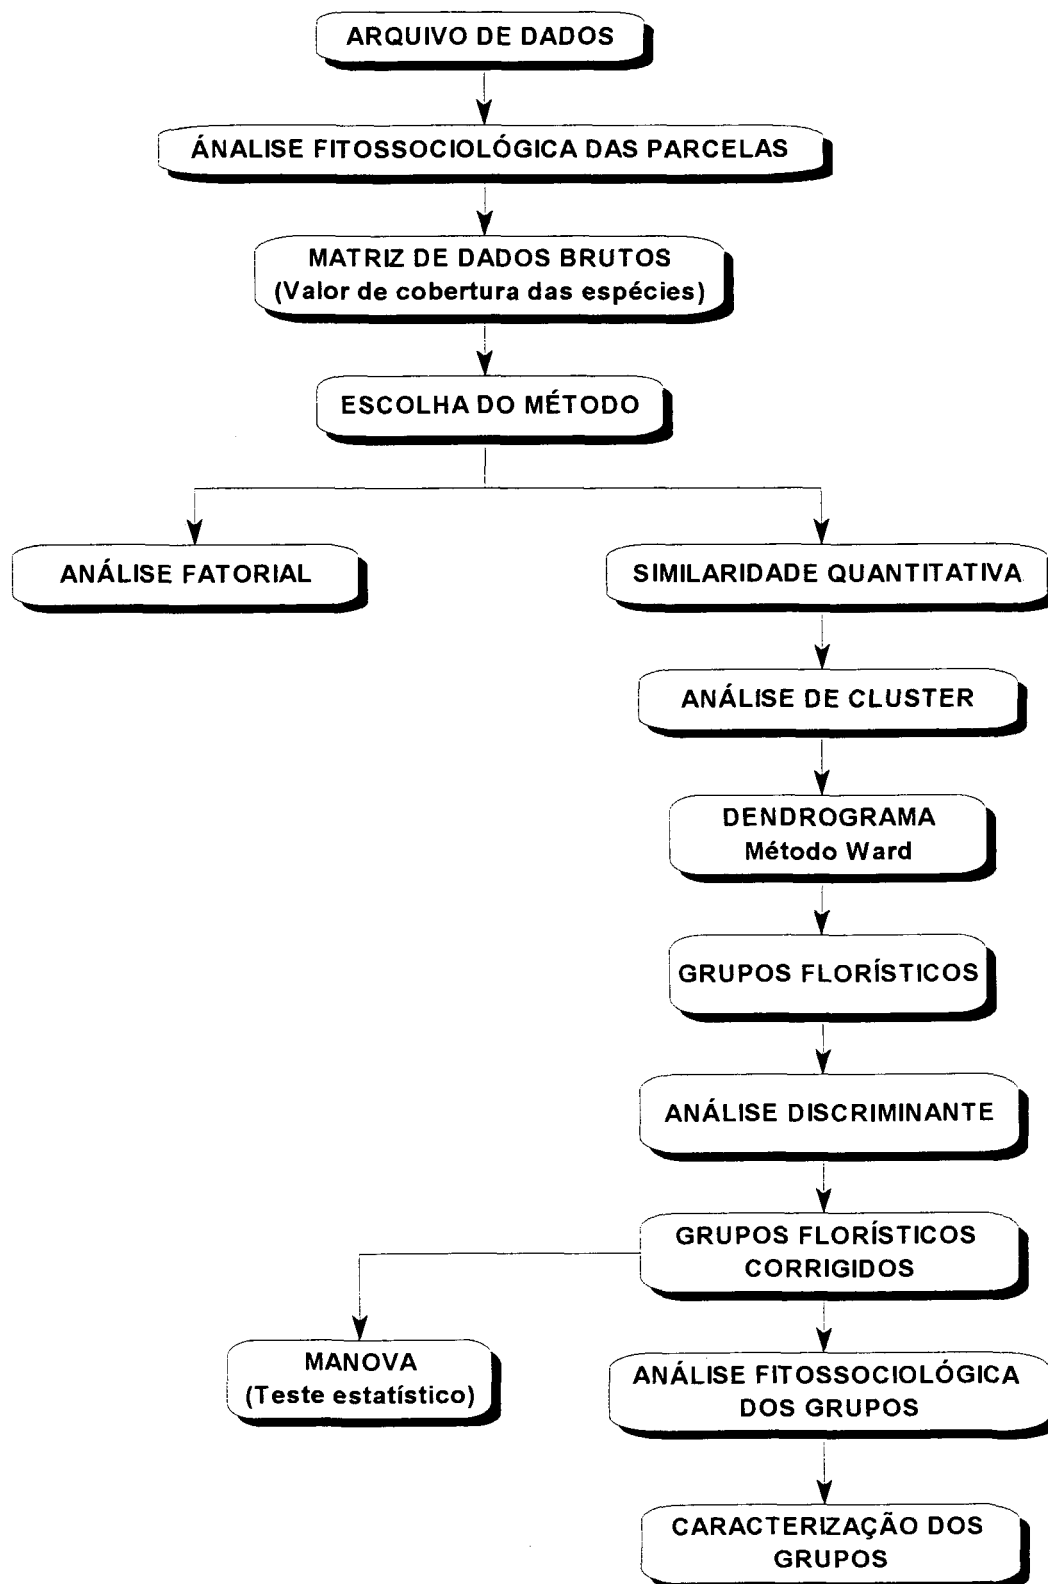 ARQUIVO DE DADOS
ÁNALISE FITOSSOCIOLÓGICA DAS PARCELAS
MATRIZ DE DADOS BRUTOS
(Valor de cobertura das espécies)
ESCOLHA DO MÉTODO
ANÁLISE FATORIAL
SIMILARIDADE QUANTITATIVA
ANÁLISE DE CLUSTER
DENDROGRAMA
Método Ward
GRUPOS FLORÍSTICOS
ANÁLISE DISCRIMINANTE
GRUPOS FLORÍSTICOS
CORRIGIDOS
MANOVA
(Teste estatístico)
ANÁLISE FITOSSOCIOLÓGICA
DOS GRUPOS
CARACTERIZAÇÃO DOS
GRUPOS